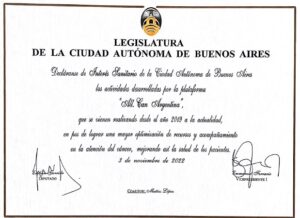 LEGISLATURA
DE LA CIUDAD AUTÓNOMA DE BUENOS AIRES
Declárense de Interés Sanitario de la Ciudad Autónoma de Buenos Aires
las actividades desarrolladas por la plataforma
"Alt. Can Argentina",
que se vienen realizando desde el año 2019 a la actualidad,
en pos de lograr una mayor optimización de recursos y acompañamiento
en la atención del cáncer, mejorando así la salud de los pacientes.
3 de noviembre de 2022
DIPUTADO
VICEPRESIDENTE I